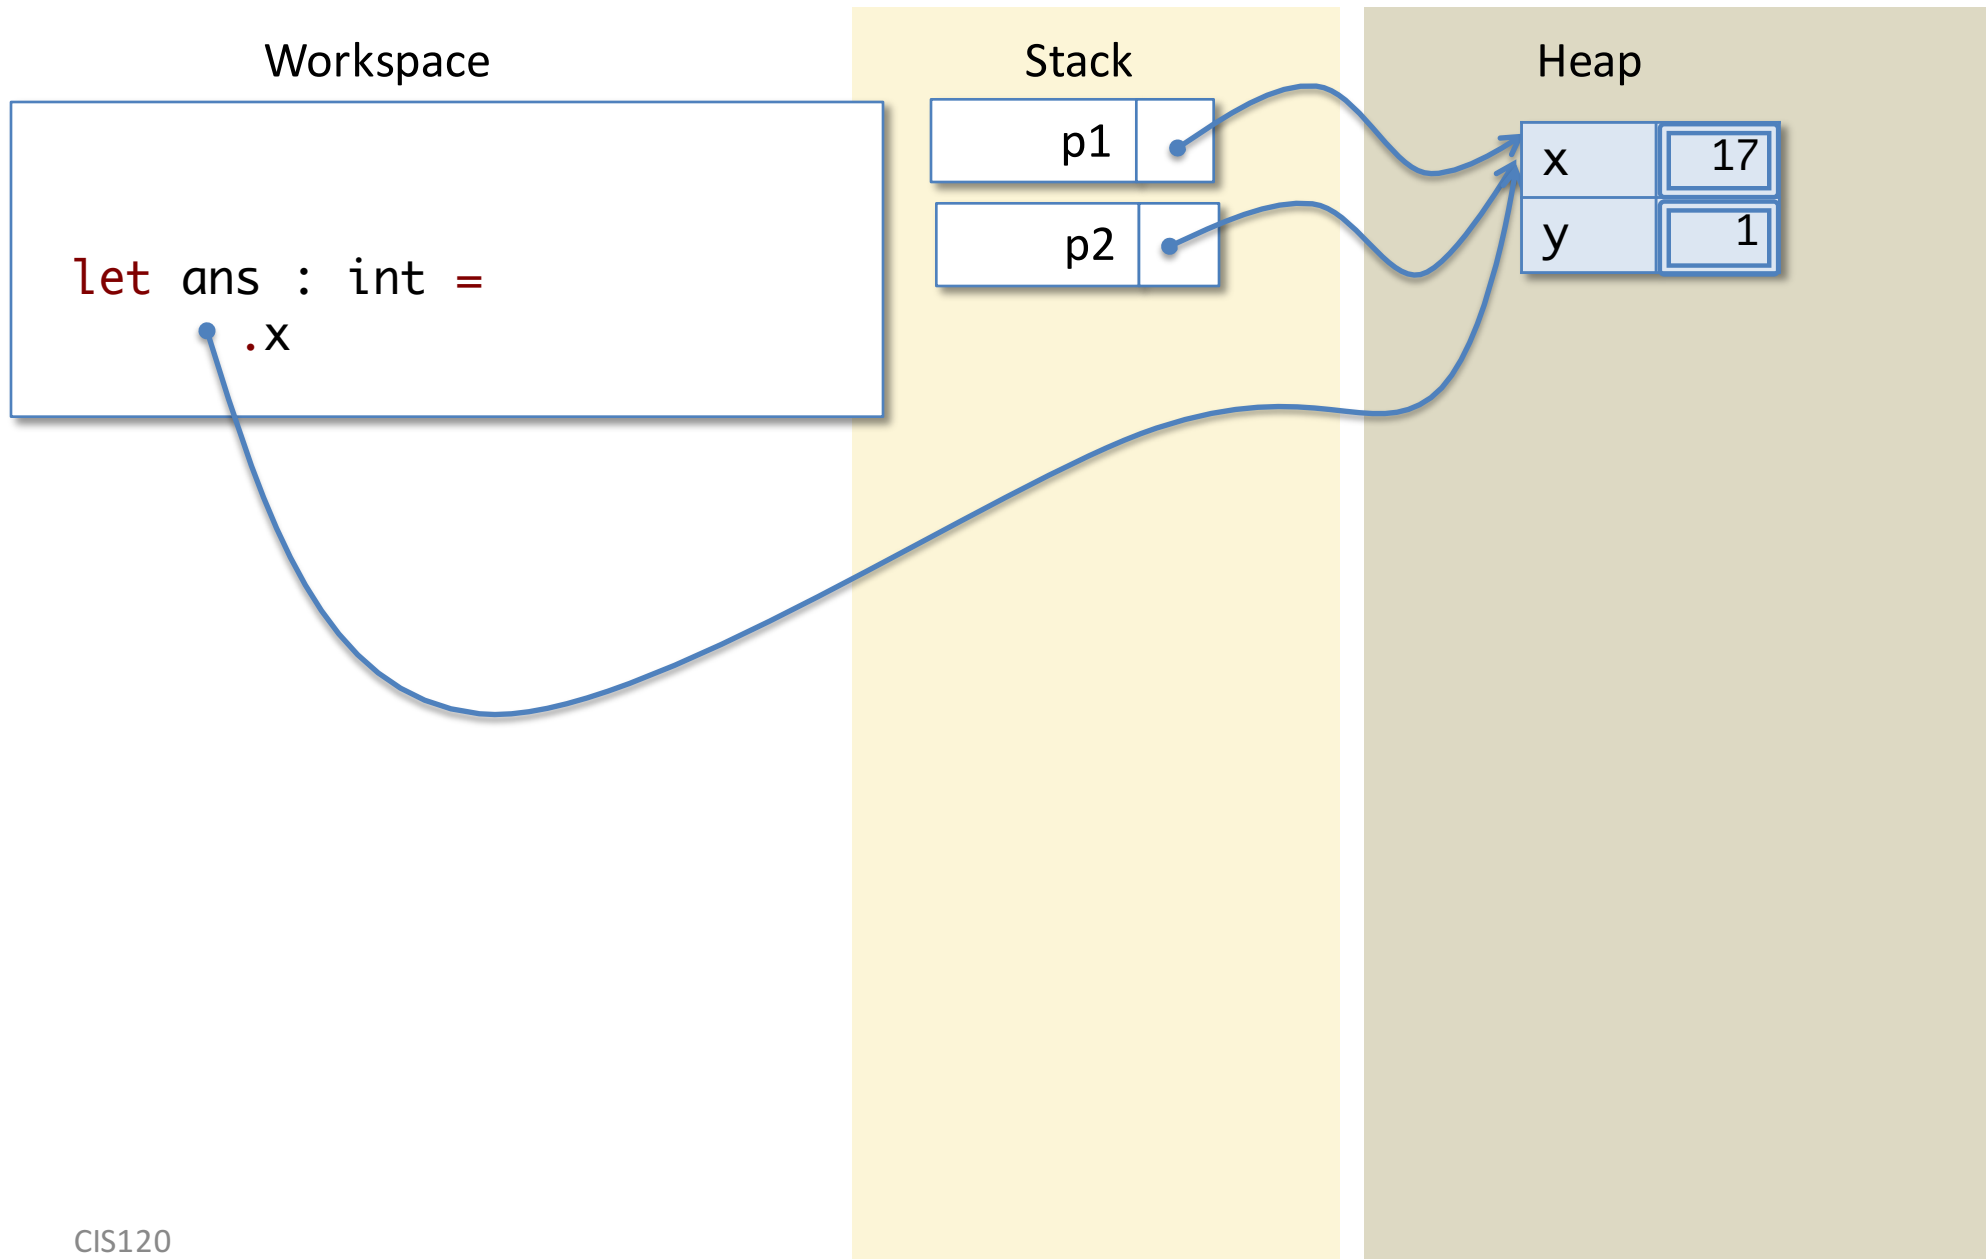 Workspace
Stack
Heap
p1
x 17
p2
y 1
let ans : int =
.x
CIS120